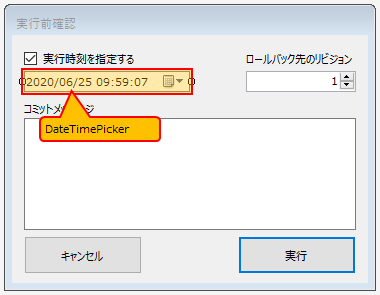 実行前確認
実行時刻を指定する
ロールバック先のリビジョン
2020/06/25 09:59:07
1
コミットメ ジ
DateTimePicker
キャンセル
実行